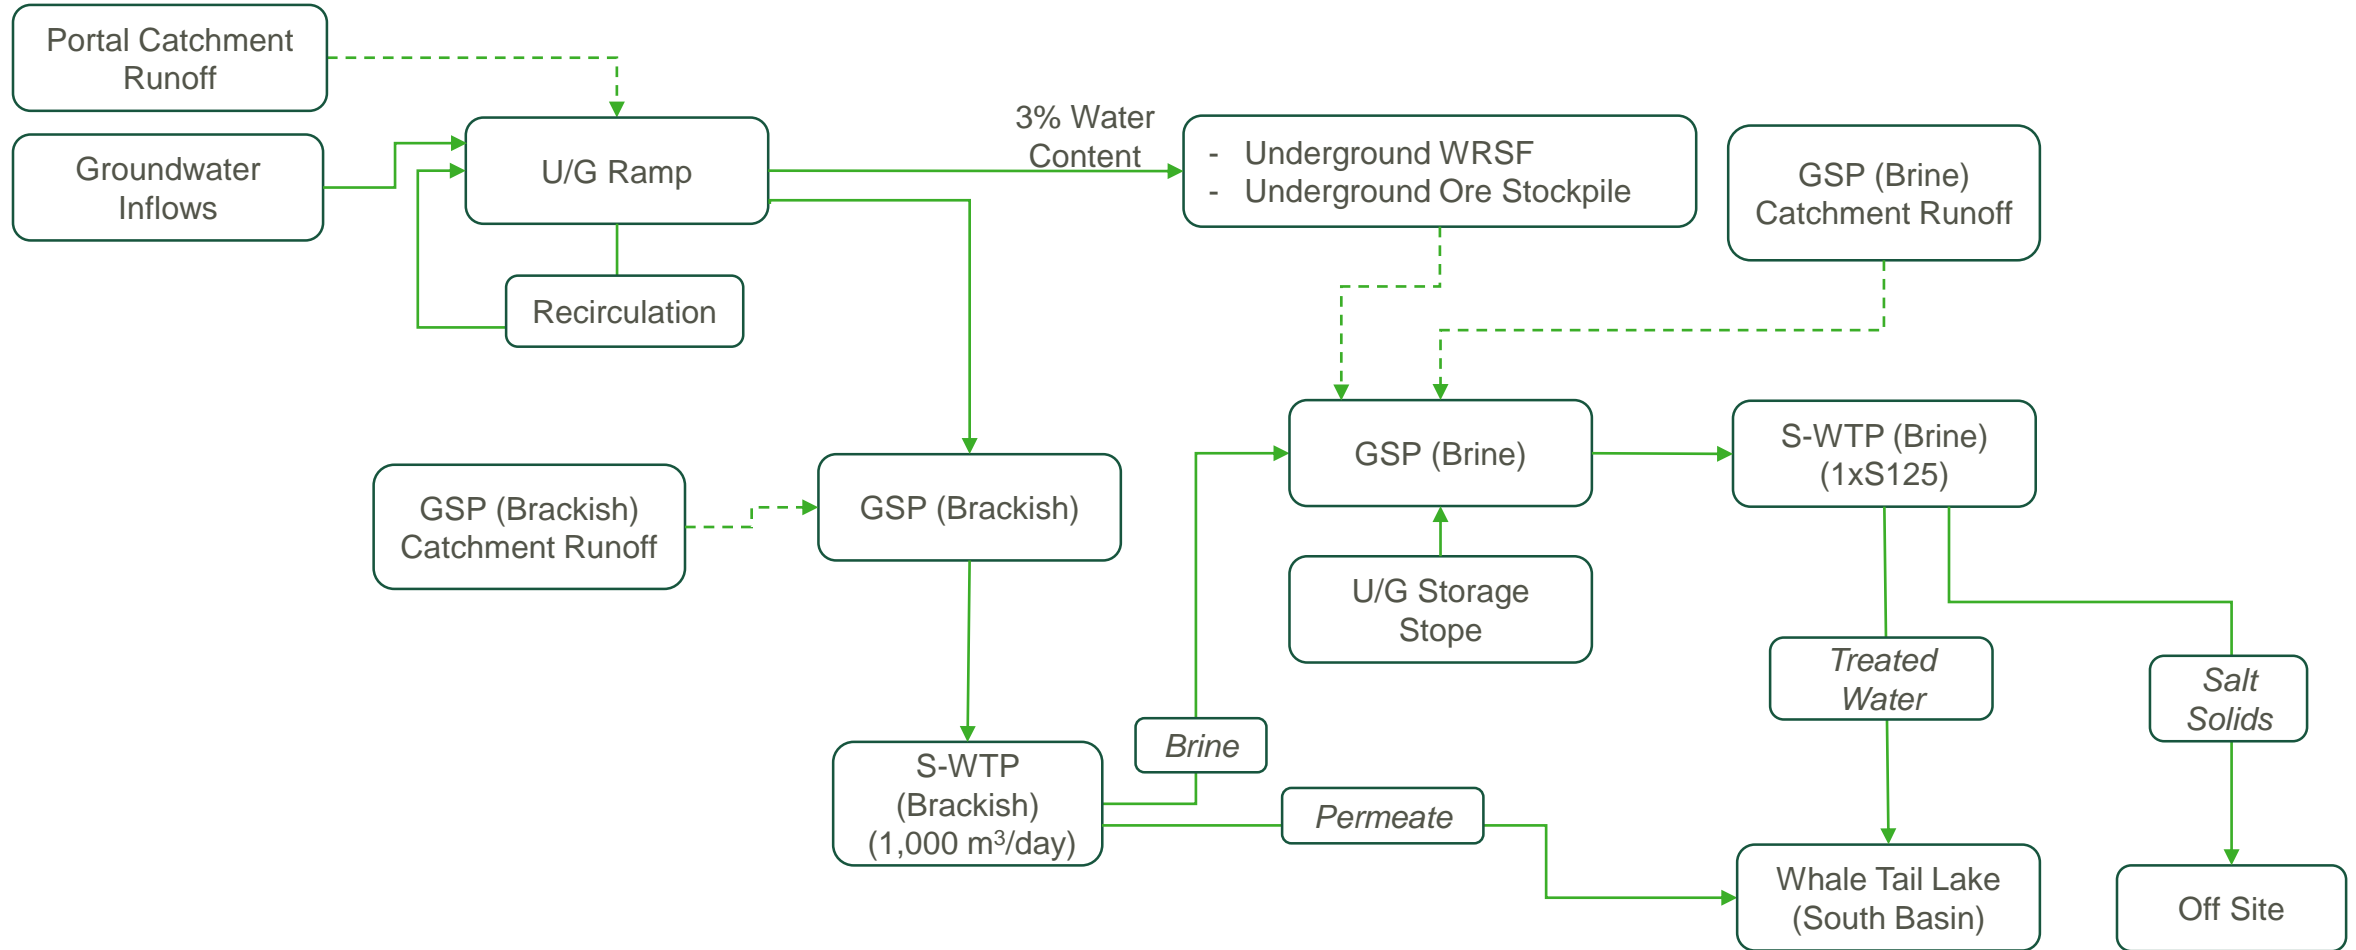 Portal Catchment
Runoff
Groundwater
Inflows
U/G Ramp
Recirculation
3% Water
Content
- Underground WRSF
- Underground Ore Stockpile
GSP (Brine)
Catchment Runoff
GSP (Brackish)
Catchment Runoff
GSP (Brackish)
GSP (Brine)
S-WTP (Brine)
(1xS125)
U/G Storage
Stope
Treated
Water
Salt
Solids
S-WTP
(Brackish)
(1,000 m³/day)
Brine
Permeate
Whale Tail Lake
(South Basin)
Off Site